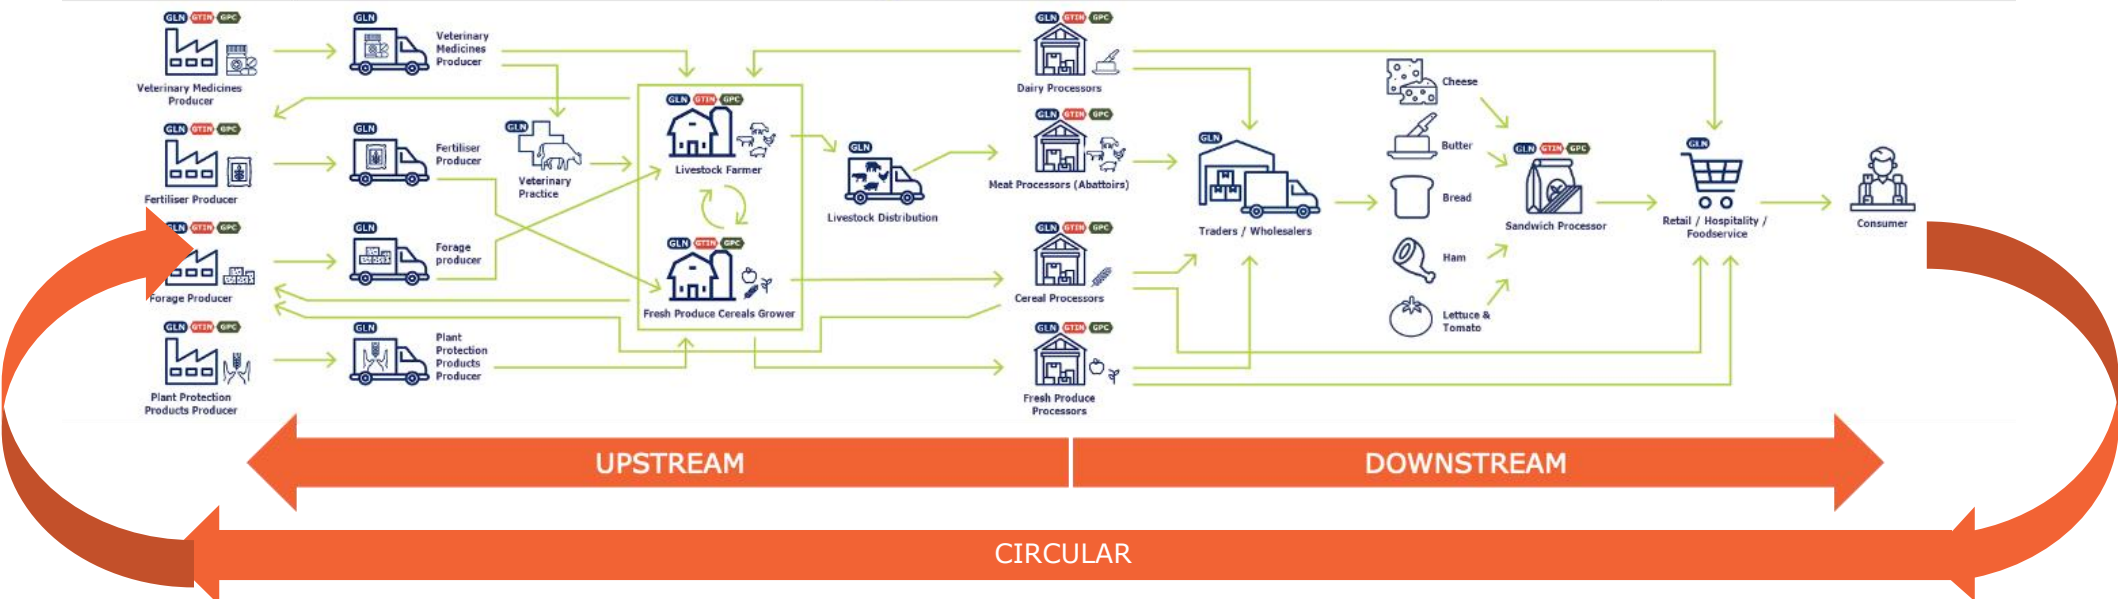 GLN GTIN GPC
Veterinary Medicines
Producer
GLN
Veterinary
Medicines
Producer
GLN GTIN GPC
Fertiliser Producer
GLN
Fertiliser
Producer
GLN
Veterinary
Practice
GLN GTIN GPC
Forage Producer
GLN
Forage
producer
GLN GTIN GPC
Plant Protection
Products Producer
GLN
Plant
Protection
Products
Producer
GLN GTIN GPC
Livestock Farmer
GLN GTIN GPC
Fresh Produce Cereals Grower
GLN
Livestock Distribution
GLN GTIN GPC
Dairy Processors
GLN GTIN GPC
Meat Processors (Abattoirs)
GLN GTIN GPC
Cereal Processors
GLN GTIN GPC
Fresh Produce
Processors
GLN
Traders / Wholesalers
Cheese
Butter
Bread
Ham
Lettuce &
Tomato
GLN GTIN GPC
Sandwich Processor
GLN
Retail / Hospitality /
Foodservice
Consumer
UPSTREAM
DOWNSTREAM
CIRCULAR